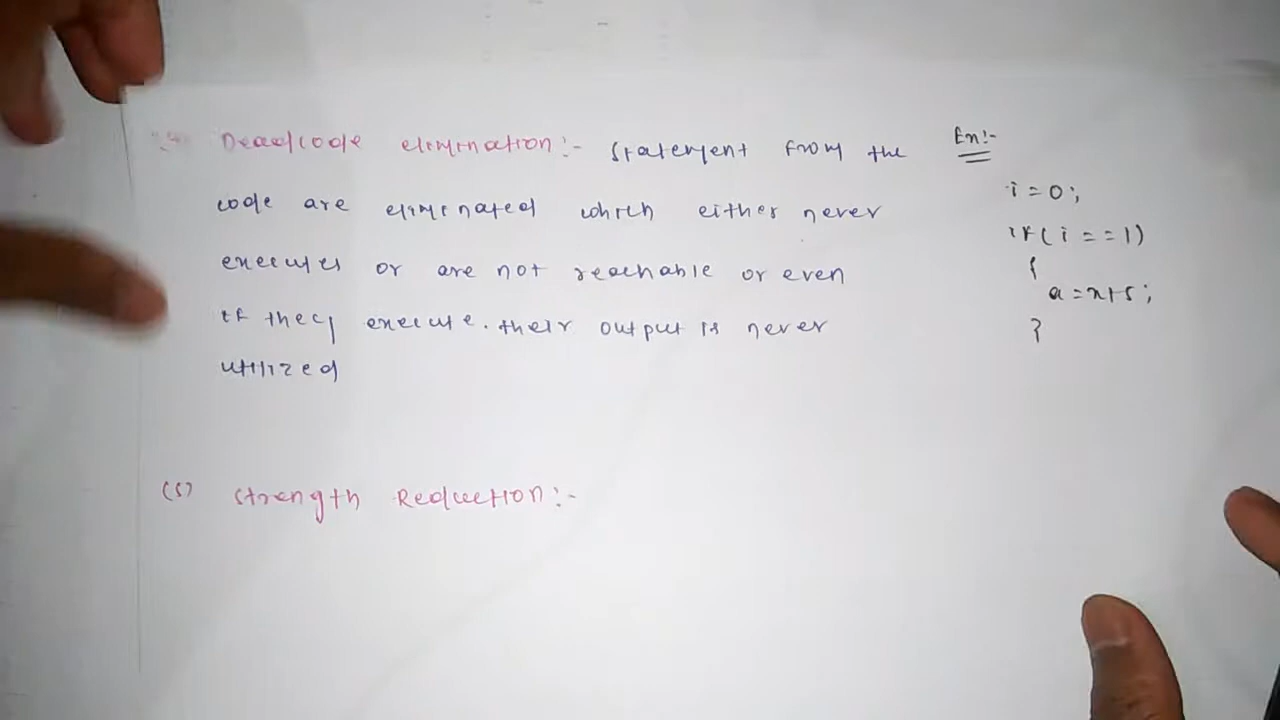 Deadcode elimination:- Statement from the
code are eliminated which either never
executes or are not reachable or even
if they execute. their output is never
utilized
Ex:-
i = 0;
if(i==1)
{
a = x+5;
}
(5) Strength Reduction:-